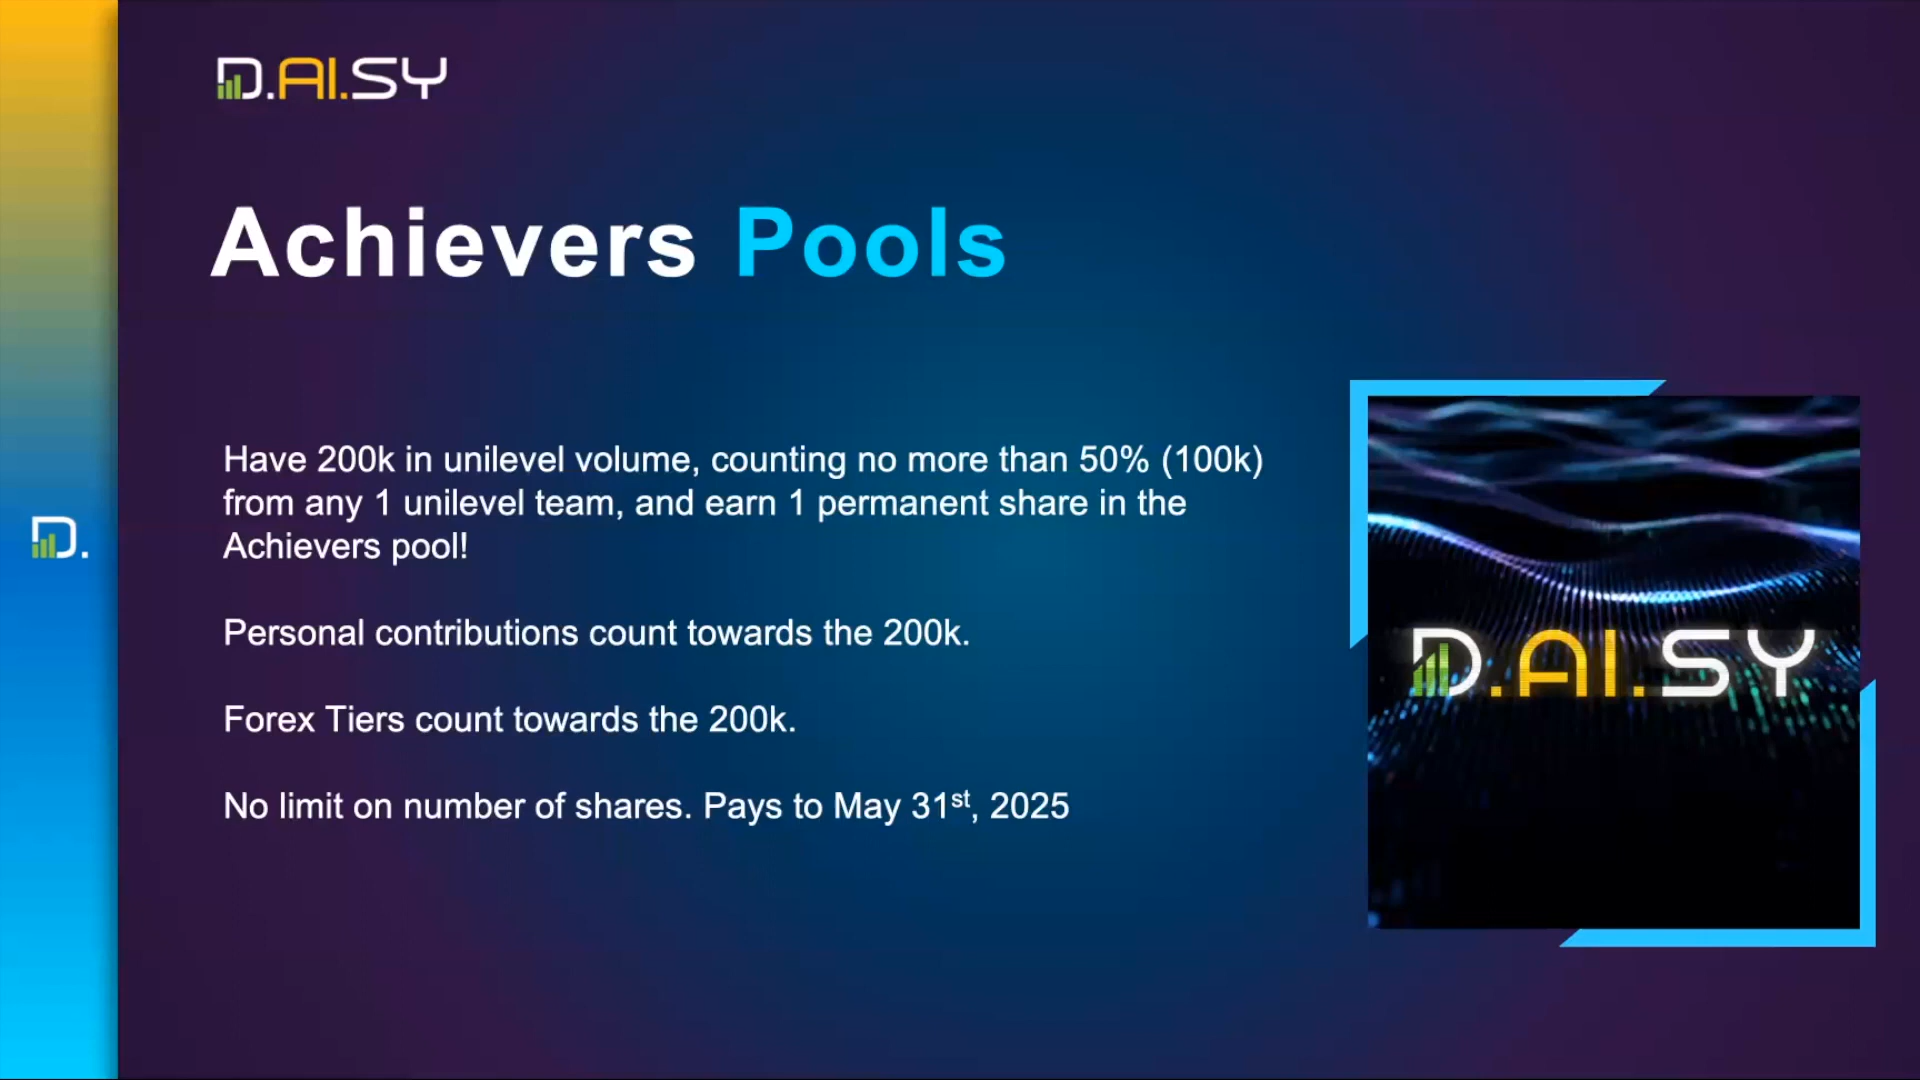 D.AI.SY
Achievers Pools
Have 200k in unilevel volume, counting no more than 50% (100k)
from any 1 unilevel team, and earn 1 permanent share in the
Achievers pool!
Personal contributions count towards the 200k.
Forex Tiers count towards the 200k.
No limit on number of shares. Pays to May 31st, 2025
D.
D.AI.SY